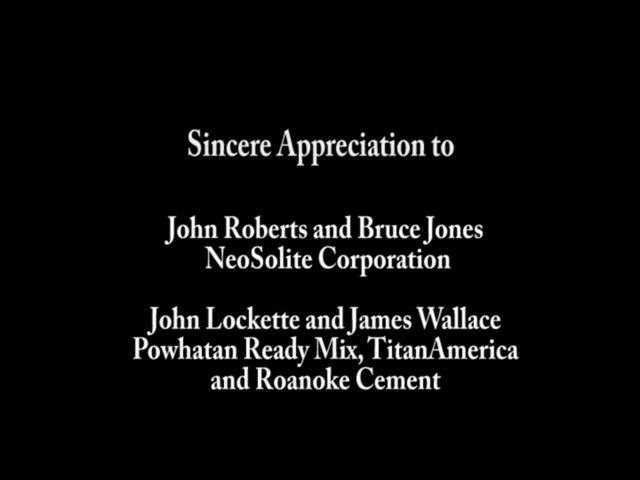 Sincere Appreciation to
John Roberts and Bruce Jones
NeoSolite Corporation
John Lockette and James Wallace
Powhatan Ready Mix, TitanAmerica
and Roanoke Cement